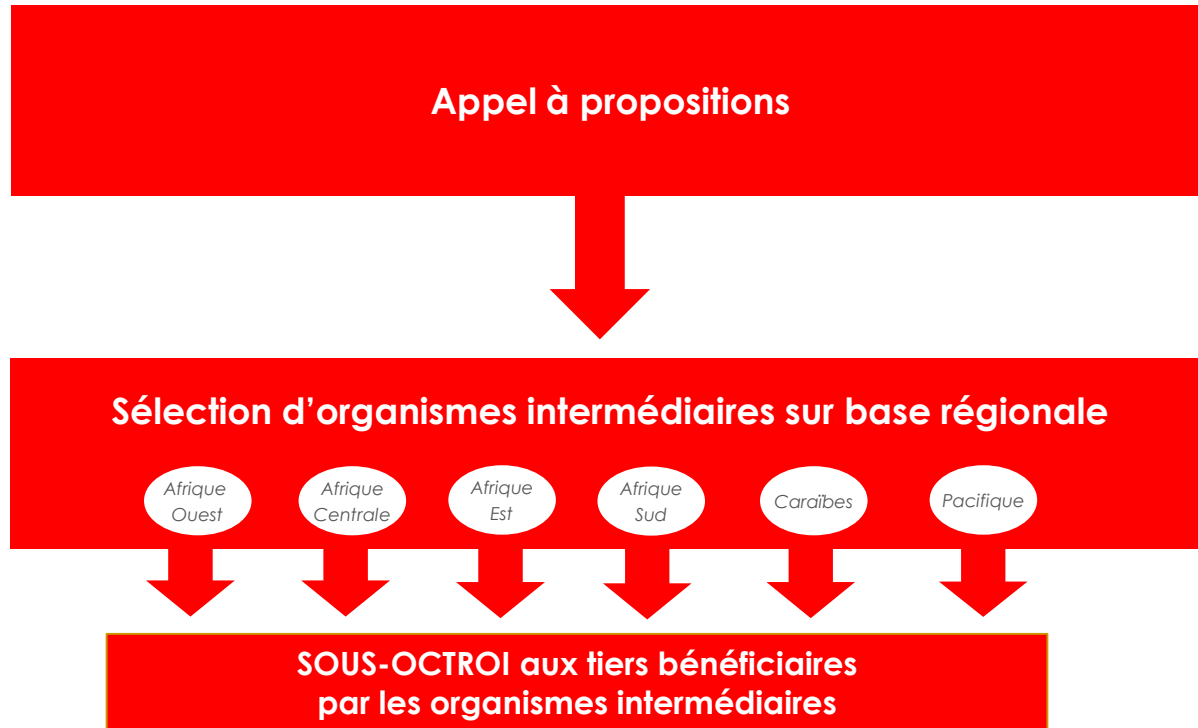 Appel à propositions
Sélection d'organismes intermédiaires sur base régionale
Afrique
Ouest
Afrique
Centrale
Afrique
Est
Afrique
Sud
Caraïbes
Pacifique
SOUS-OCTROI aux tiers bénéficiaires
par les organismes intermédiaires